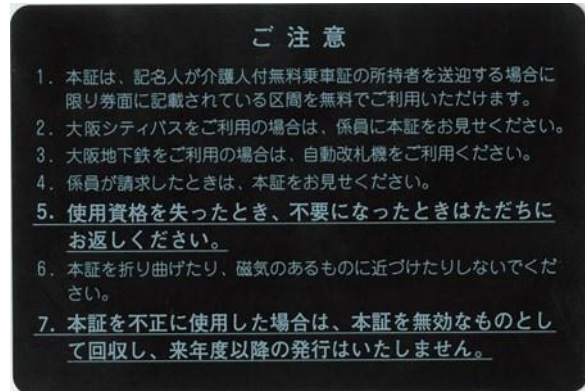 ご注意
1. 本証は、記名人が介護人付無料乗車証の所持者を送迎する場合に
限り券面に記載されている区間を無料でご利用いただけます。
2. 大阪シティバスをご利用の場合は、係員に本証をお見せください。
3. 大阪地下鉄をご利用の場合は、自動改札機をご利用ください。
4. 係員が請求したときは、本証をお見せください。
5. 使用資格を失ったとき、不要になったときはただちに
お返しください。
6. 本証を折り曲げたり、磁気のあるものに近づけたりしないでくだ
さい。
7. 本証を不正に使用した場合は、本証を無効なものとし
て回収し、来年度以降の発行はいたしません。